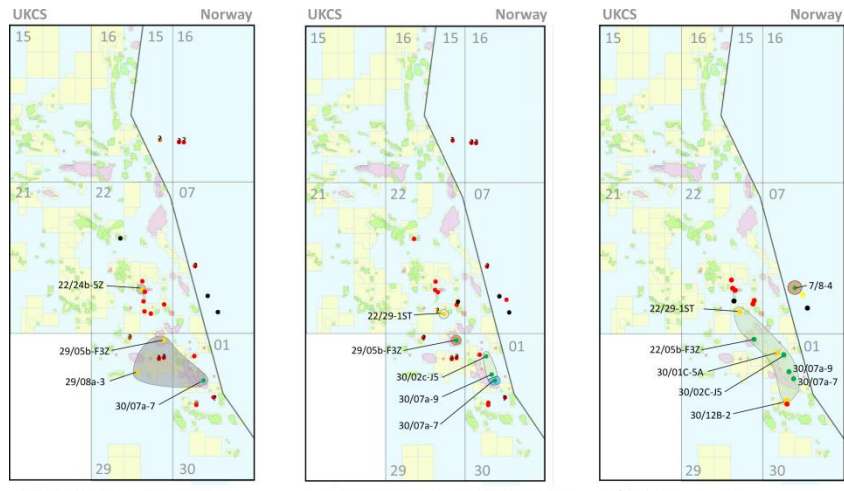 UKCS Norway
15 16 15 16
21 22 07
22/24b-5Z
01
29/05b-F3Z
29/08a-3
30/07a-7
29 30
UKCS Norway
15 16 15 16
21 22 07
22/29-1ST
01
29/05b-F3Z
30/02c-J5
30/07a-9
30/07a-7
29 30
UKCS Norway
15 16 15 16
21 22 07
7/8-4
22/29-1ST
01
22/05b-F3Z
30/01C-5A
30/07a-9
30/07a-7
30/02C-J5
30/12B-2
29 30